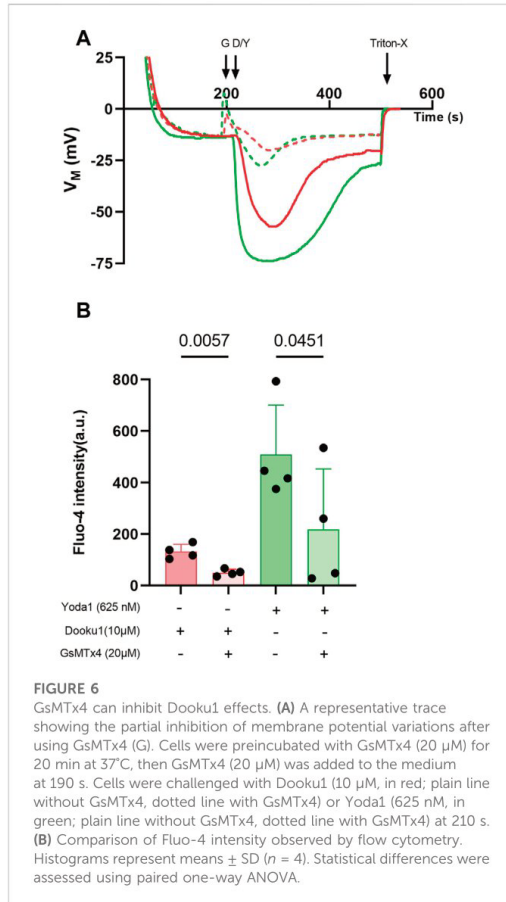 A
G D/Y
Triton-X
25
0
200
400
600
Time (s)
-25
-50
-75
V_M (mV)
B
0.0057
0.0451
800
600
400
200
0
Fluo-4 intensity(a.u.)
Yoda1 (625 nM) - - + +
Dooku1(10μM) + + - -
GsMTx4 (20μM) - + - +
FIGURE 6
GsMTx4 can inhibit Dooku1 effects. (A) A representative trace
showing the partial inhibition of membrane potential variations after
using GsMTx4 (G). Cells were preincubated with GsMTx4 (20 μM) for
20 min at 37°C, then GsMTx4 (20 μM) was added to the medium
at 190 s. Cells were challenged with Dooku1 (10 μM, in red; plain line
without GsMTx4, dotted line with GsMTx4) or Yoda1 (625 nM, in
green; plain line without GsMTx4, dotted line with GsMTx4) at 210 s.
(B) Comparison of Fluo-4 intensity observed by flow cytometry.
Histograms represent means ± SD (n = 4). Statistical differences were
assessed using paired one-way ANOVA.